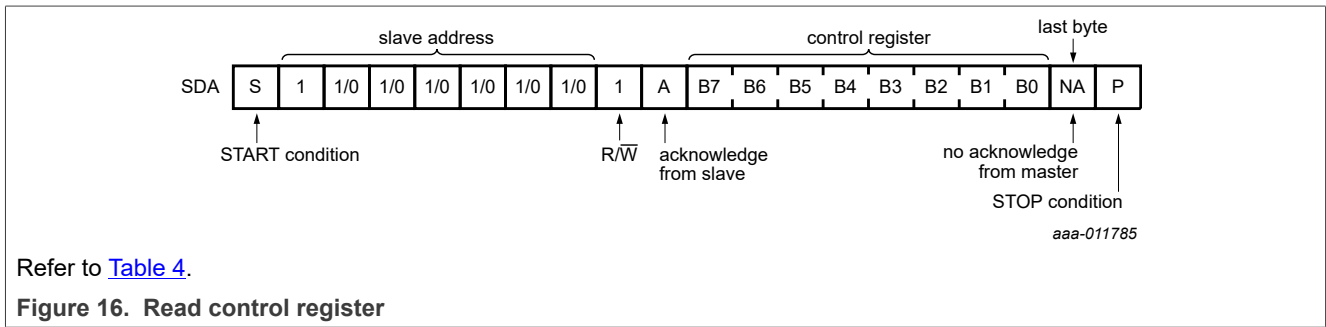 slave address control register last byte
SDA S 1 1/0 1/0 1/0 1/0 1/0 1/0 1 A B7 B6 B5 B4 B3 B2 B1 B0 NA P
START condition R/W̅ acknowledge from slave no acknowledge from master
STOP condition
aaa-011785
Refer to Table 4.
Figure 16. Read control register